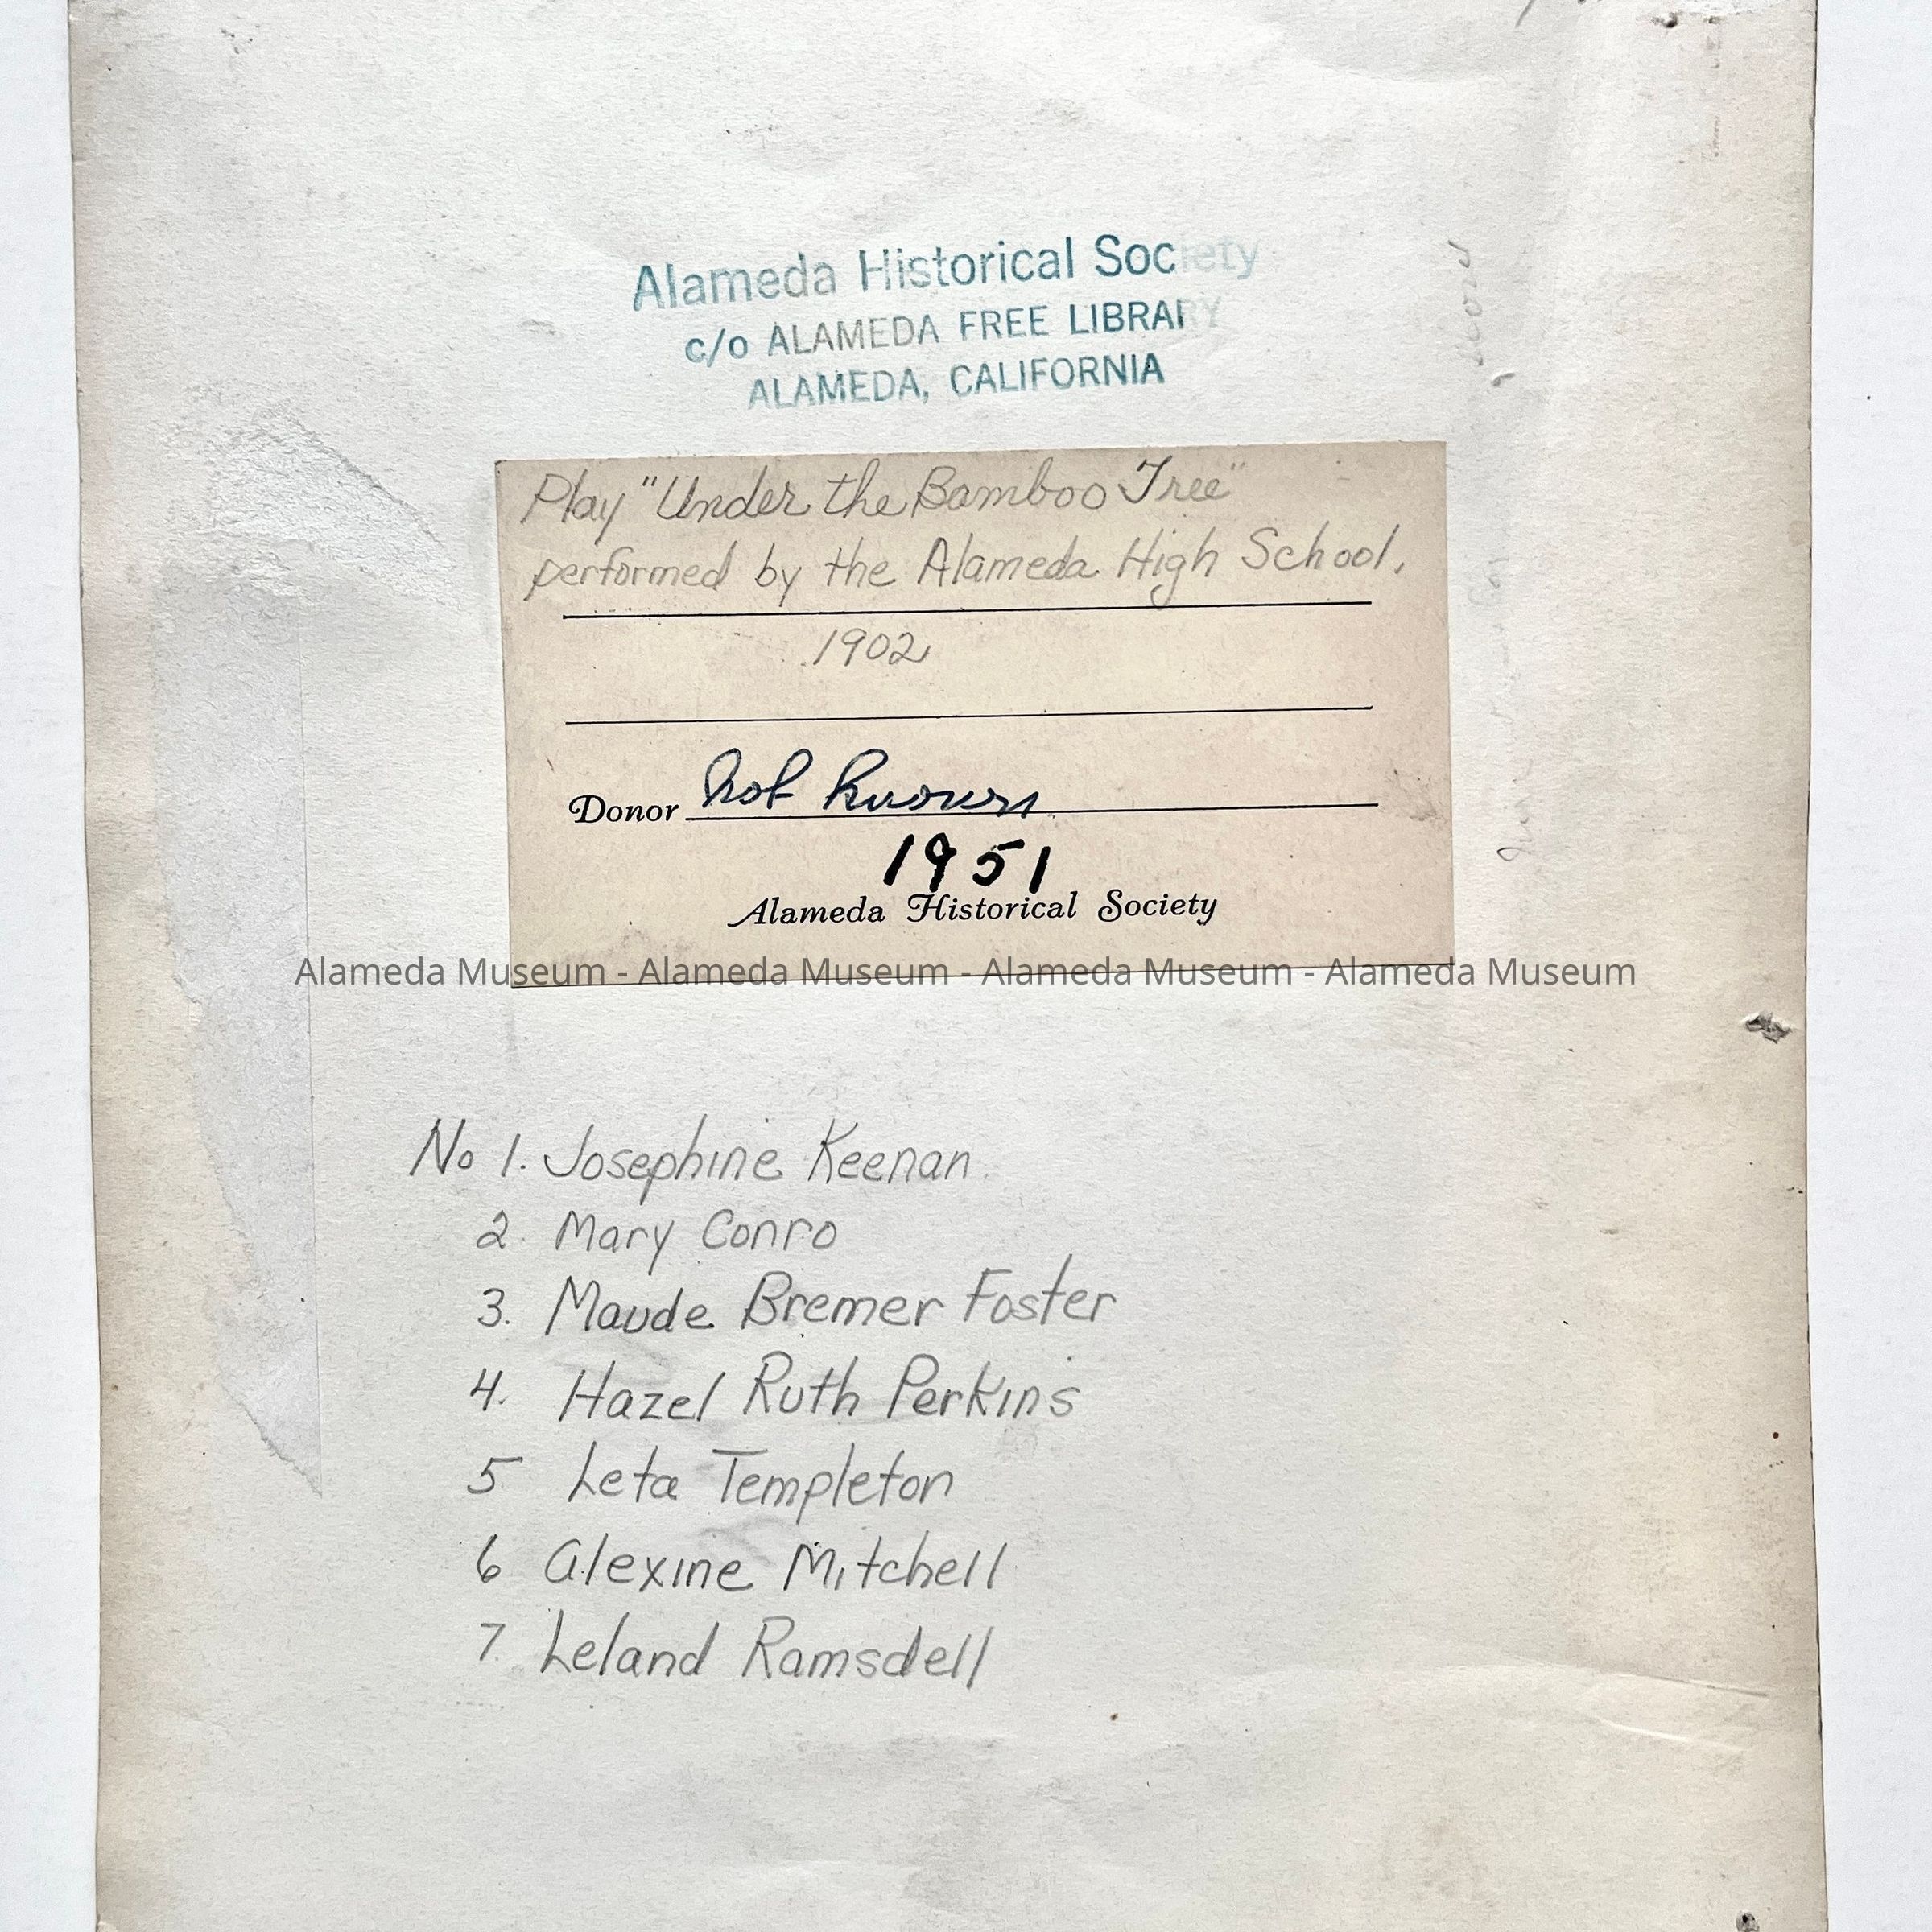 Alameda Historical Society
c/o ALAMEDA FREE LIBRARY
ALAMEDA, CALIFORNIA
Play "Under the Bamboo Tree"
performed by the Alameda High School,
1902
Donor not known
1951
Alameda Historical Society
Alameda Museum - Alameda Museum - Alameda Museum - Alameda Museum
No 1. Josephine Keenan
2. Mary Conro
3. Maude Bremer Foster
4. Hazel Ruth Perkins
5 Leta Templeton
6 Alexine Mitchell
7. Leland Ramsdell